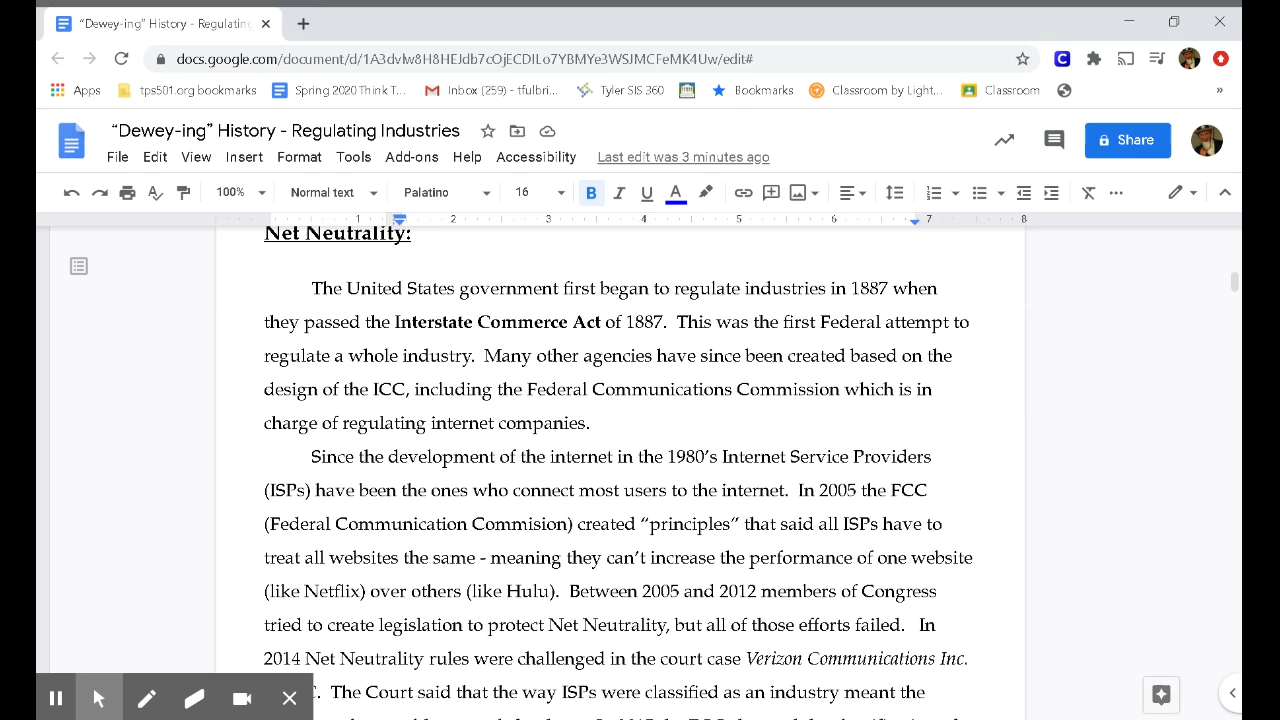 "Dewey-ing" History - Regulating
docs.google.com/document/d/1A3dvlw8H8HEJdb7zOjECDILo7YBMYe3WSJMCFeMK4Uw/edit#
Apps tps501.org bookmarks Spring 2020 Think T... Inbox (259) - tfulbri... Tyler SIS 360 Bookmarks Classroom by Light... Classroom »
"Dewey-ing" History - Regulating Industries
Share
File Edit View Insert Format Tools Add-ons Help Accessibility Last edit was 3 minutes ago
100% Normal text Palatino 16 B I U A
1 2 3 4 5 6 7 8
Net Neutrality:
The United States government first began to regulate industries in 1887 when
they passed the Interstate Commerce Act of 1887. This was the first Federal attempt to
regulate a whole industry. Many other agencies have since been created based on the
design of the ICC, including the Federal Communications Commission which is in
charge of regulating internet companies.
Since the development of the internet in the 1980's Internet Service Providers
(ISPs) have been the ones who connect most users to the internet. In 2005 the FCC
(Federal Communication Commision) created "principles" that said all ISPs have to
treat all websites the same - meaning they can't increase the performance of one website
(like Netflix) over others (like Hulu). Between 2005 and 2012 members of Congress
tried to create legislation to protect Net Neutrality, but all of those efforts failed. In
2014 Net Neutrality rules were challenged in the court case Verizon Communications Inc.
The Court said that the way ISPs were classified as an industry meant the